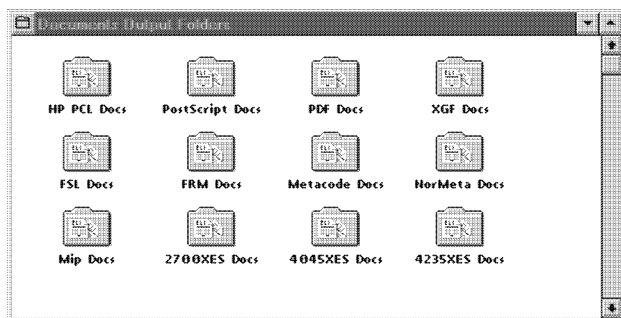 Documents Output Folders
HP PCL Docs PostScript Docs PDF Docs XGF Docs
FSL Docs FRM Docs Metacode Docs NorMeta Docs
Mip Docs 2700XES Docs 4045XES Docs 4235XES Docs